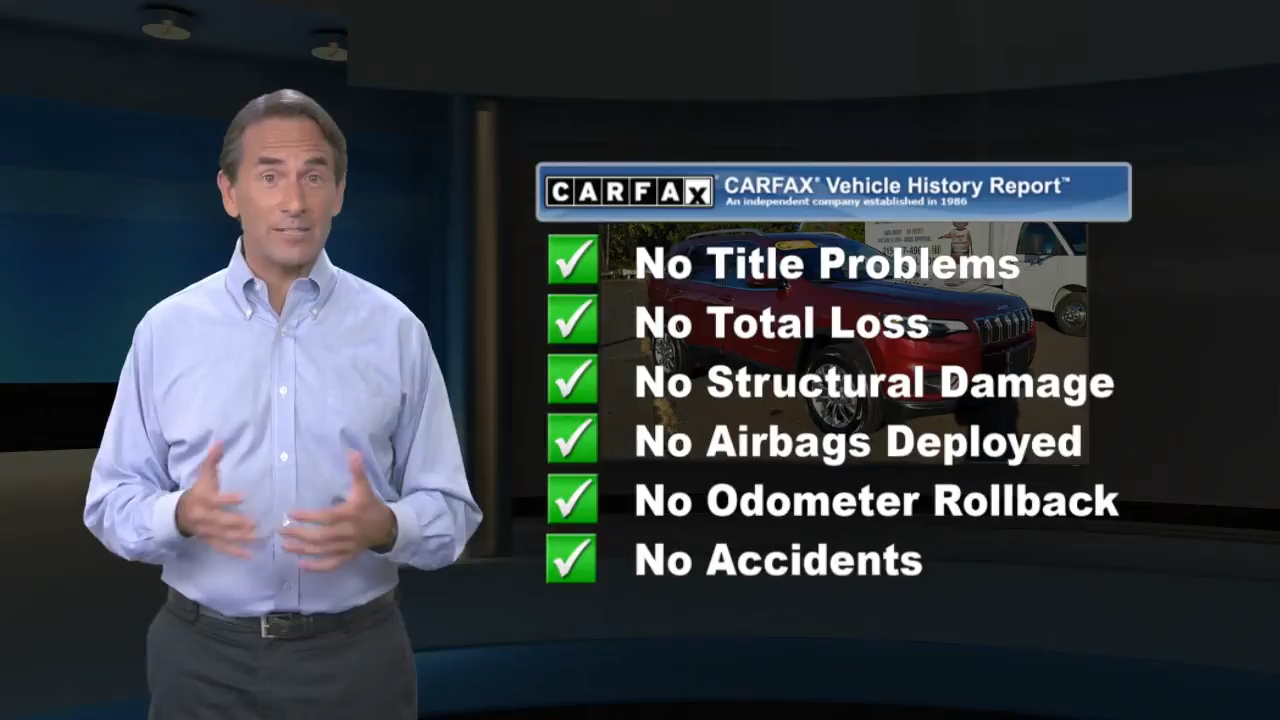 CARFAX
CARFAX® Vehicle History Report™
An independent company established in 1986
No Title Problems
No Total Loss
No Structural Damage
No Airbags Deployed
No Odometer Rollback
No Accidents